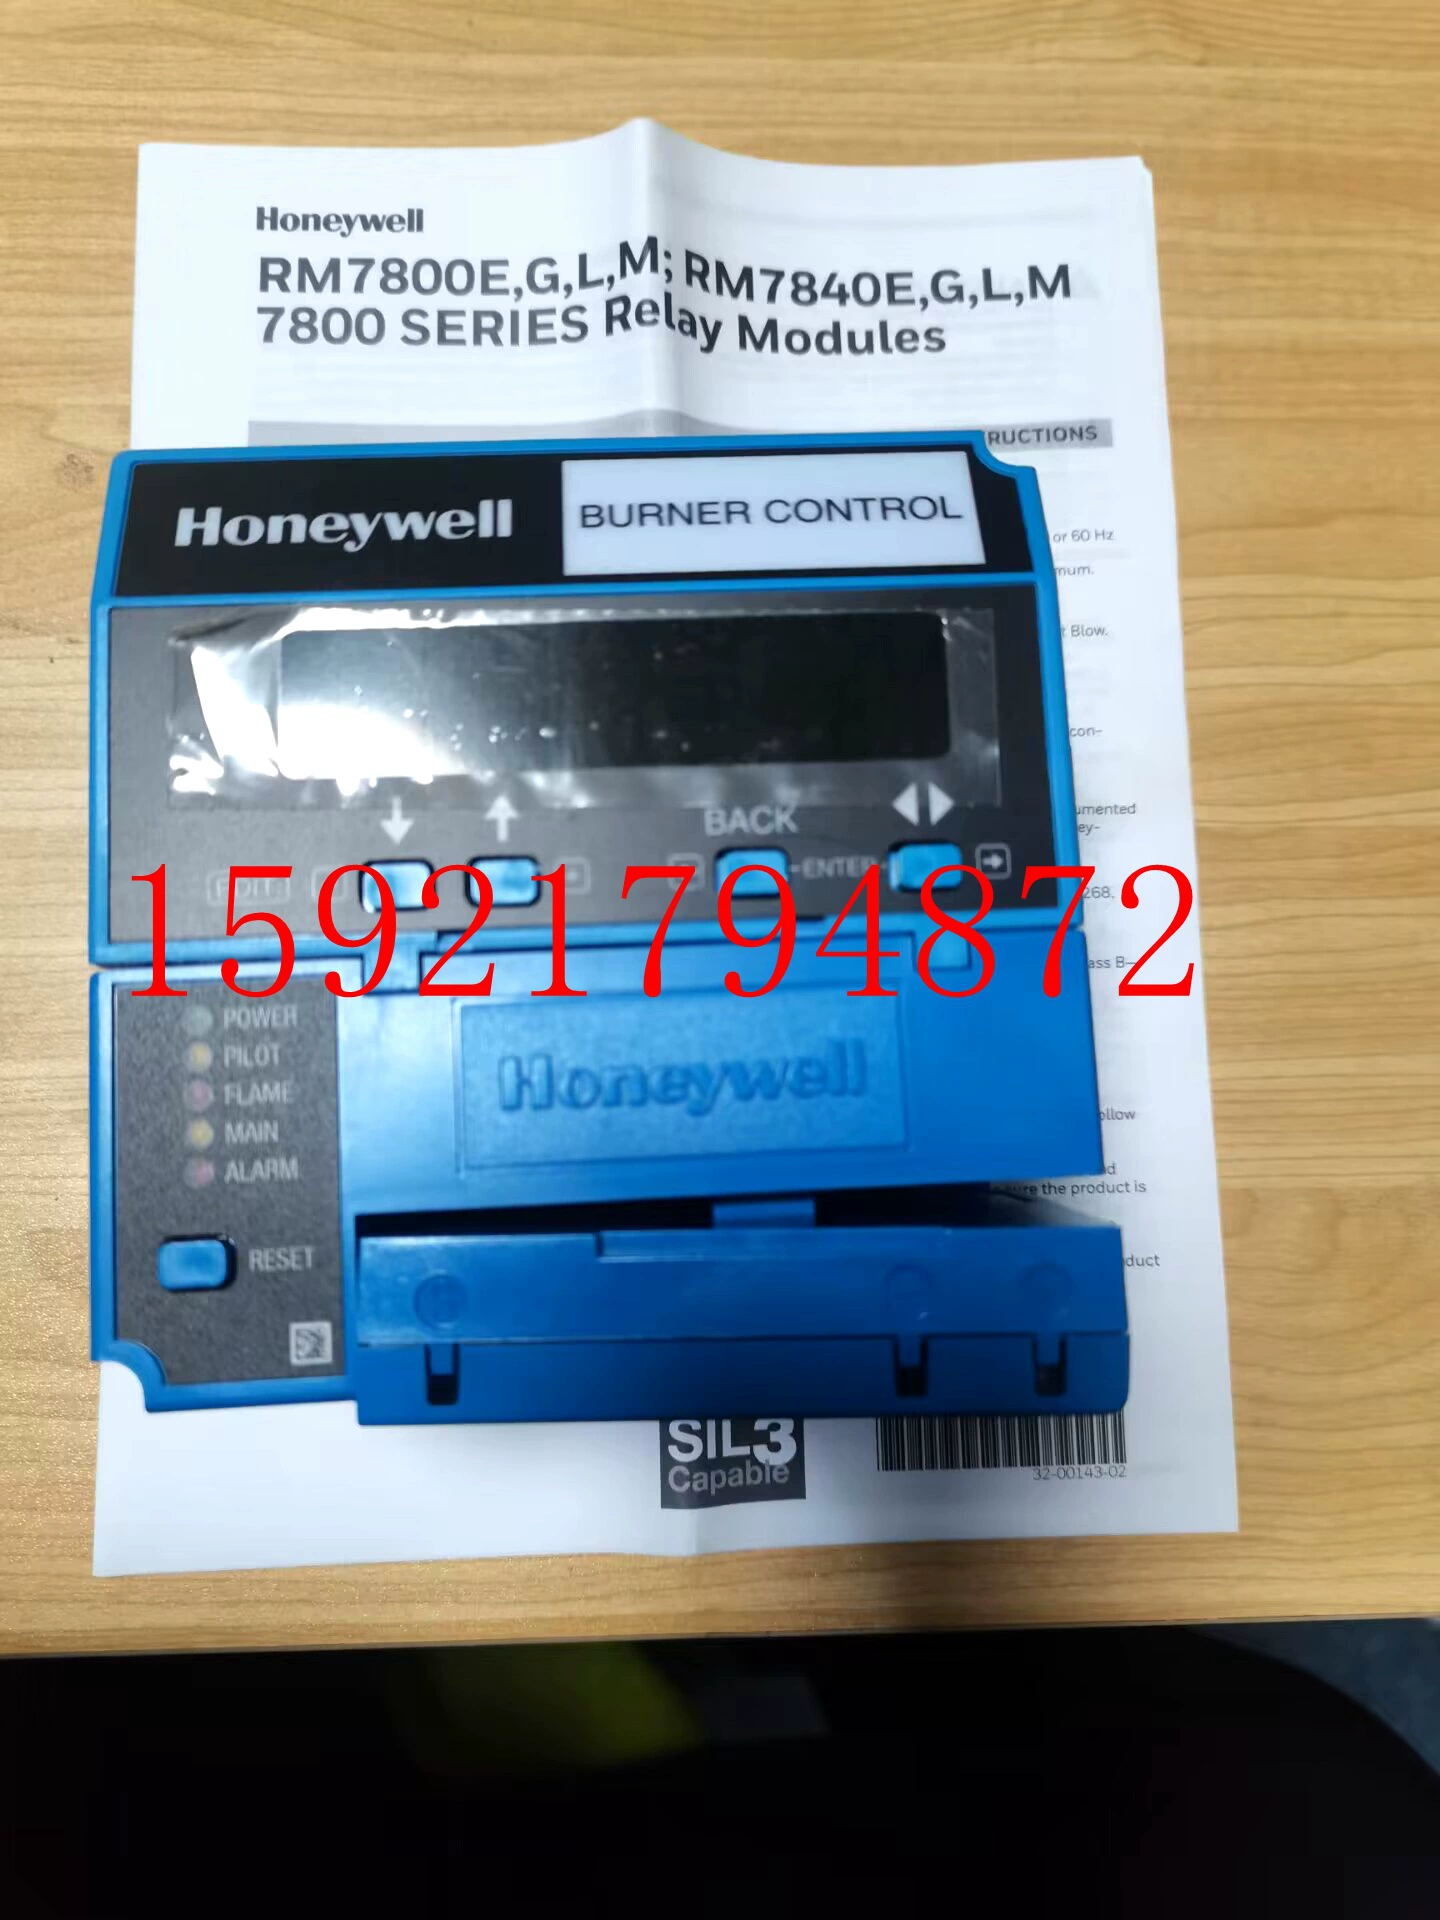 Honeywell
RM7800E,G,L,M; RM7840E,G,L,M
7800 SERIES Relay Modules
RUCTIONS
Honeywell
BURNER CONTROL
or 60 Hz
mum.
t Blow.
con-
umented
ey-
BACK
EDIT
-ENTER-
268.
15921794872
ass B-
POWER
PILOT
FLAME
MAIN
ALARM
Honeywell
ollow
d
ure the product is
RESET
duct
SIL3
Capable
32-00143-02